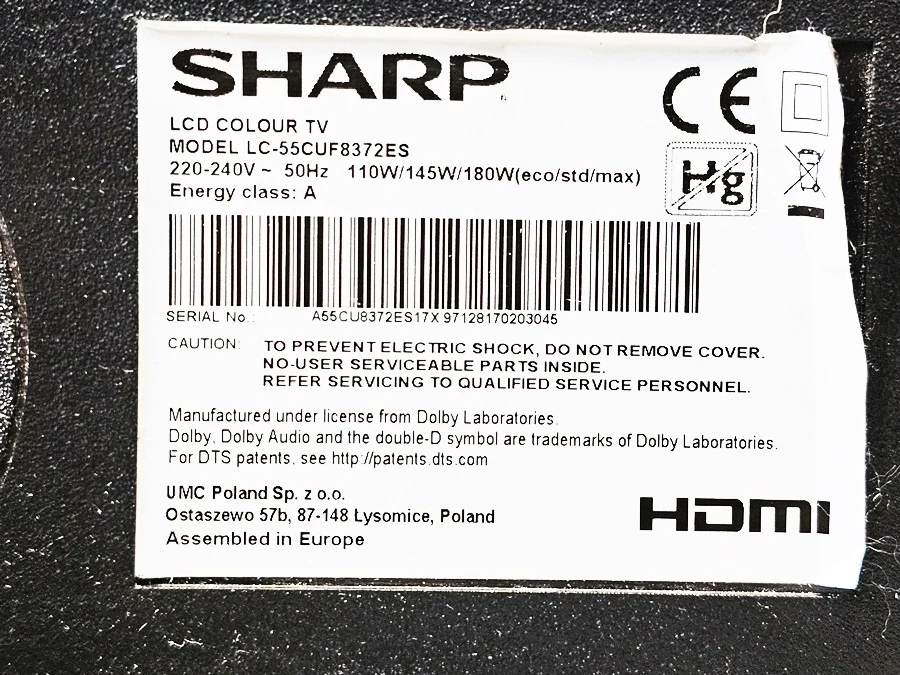 SHARP
CE
LCD COLOUR TV
MODEL LC-55CUF8372ES
220-240V ~ 50Hz 110W/145W/180W(eco/std/max)
Energy class: A
Hg
SERIAL No.: A55CU8372ES17X97128170203045
CAUTION: TO PREVENT ELECTRIC SHOCK, DO NOT REMOVE COVER.
NO-USER SERVICEABLE PARTS INSIDE.
REFER SERVICING TO QUALIFIED SERVICE PERSONNEL.
Manufactured under license from Dolby Laboratories.
Dolby, Dolby Audio and the double-D symbol are trademarks of Dolby Laboratories.
For DTS patents, see http://patents.dts.com
UMC Poland Sp. z o.o.
Ostaszewo 57b, 87-148 Łysomice, Poland
Assembled in Europe
HDMI